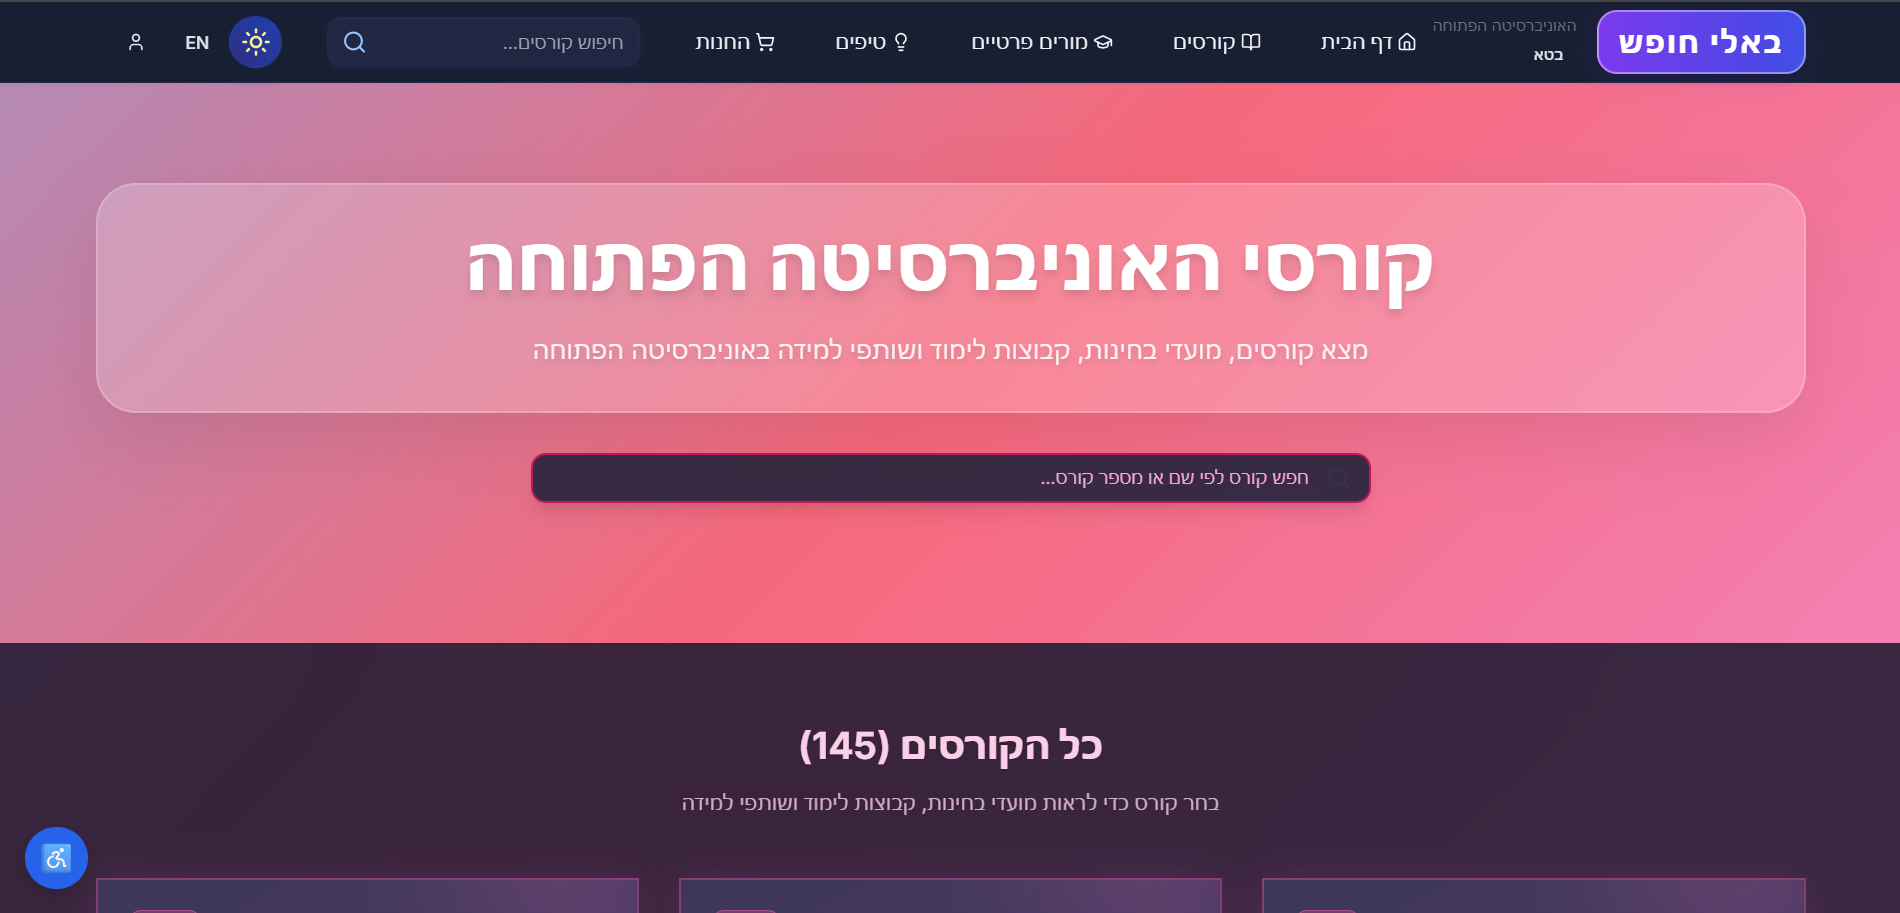 באלי חופש
האוניברסיטה הפתוחה
בטא
דף הבית
קורסים
מורים פרטיים
טיפים
החנות
חיפוש קורסים...
EN
קורסי האוניברסיטה הפתוחה
מצא קורסים, מועדי בחינות, קבוצות לימוד ושותפי למידה באוניברסיטה הפתוחה
חפש קורס לפי שם או מספר קורס...
כל הקורסים (145)
בחר קורס כדי לראות מועדי בחינות, קבוצות לימוד ושותפי למידה